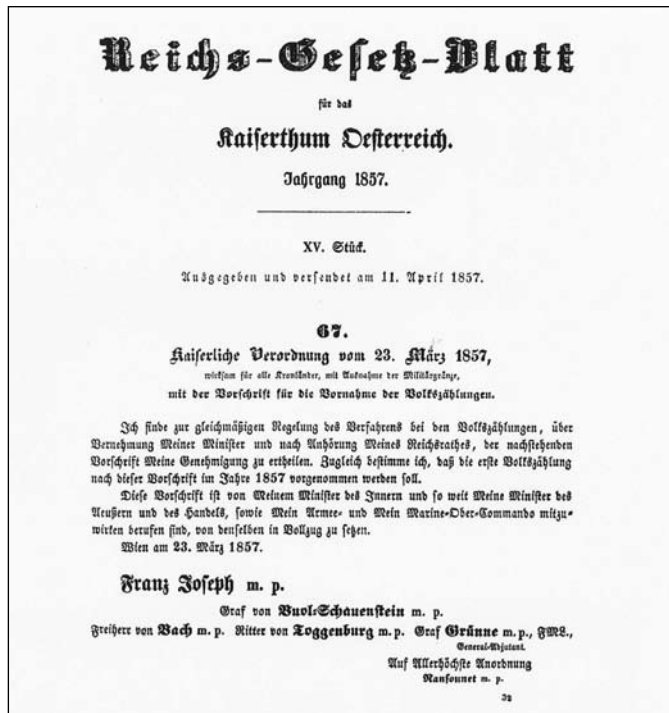 Reichs-Gesetz-Blatt
für das
Kaiserthum Oesterreich.
Jahrgang 1857.
XV. Stück.
Ausgegeben und versendet am 11. April 1857.
67.
Kaiserliche Verordnung vom 23. März 1857,
wirksam für alle Kronländer, mit Ausnahme der Militärgränze,
mit der Vorschrift für die Vornahme der Volkszählungen.
Ich finde zur gleichmäßigen Regelung des Verfahrens bei den Volkszählungen, über
Vernehmung Meiner Minister und nach Anhörung Meines Reichsrathes, der nachstehenden
Vorschrift Meine Genehmigung zu ertheilen. Zugleich bestimme ich, daß die erste Volkszählung
nach dieser Vorschrift im Jahre 1857 vorgenommen werden soll.
Diese Vorschrift ist von Meinem Minister des Innern und so weit Meine Minister des
Aeußern und des Handels, sowie Mein Armee- und Mein Marine-Ober-Commando mitzu-
wirken berufen sind, von denselben in Vollzug zu setzen.
Wien am 23. März 1857.
Franz Joseph m. p.
Graf von Buol-Schauenstein m. p.
Freiherr von Bach m. p. Ritter von Toggenburg m. p. Graf Grünne m. p., FML.,
General-Adjutant.
Auf Allerhöchste Anordnung
Ransonnet m. p.
32